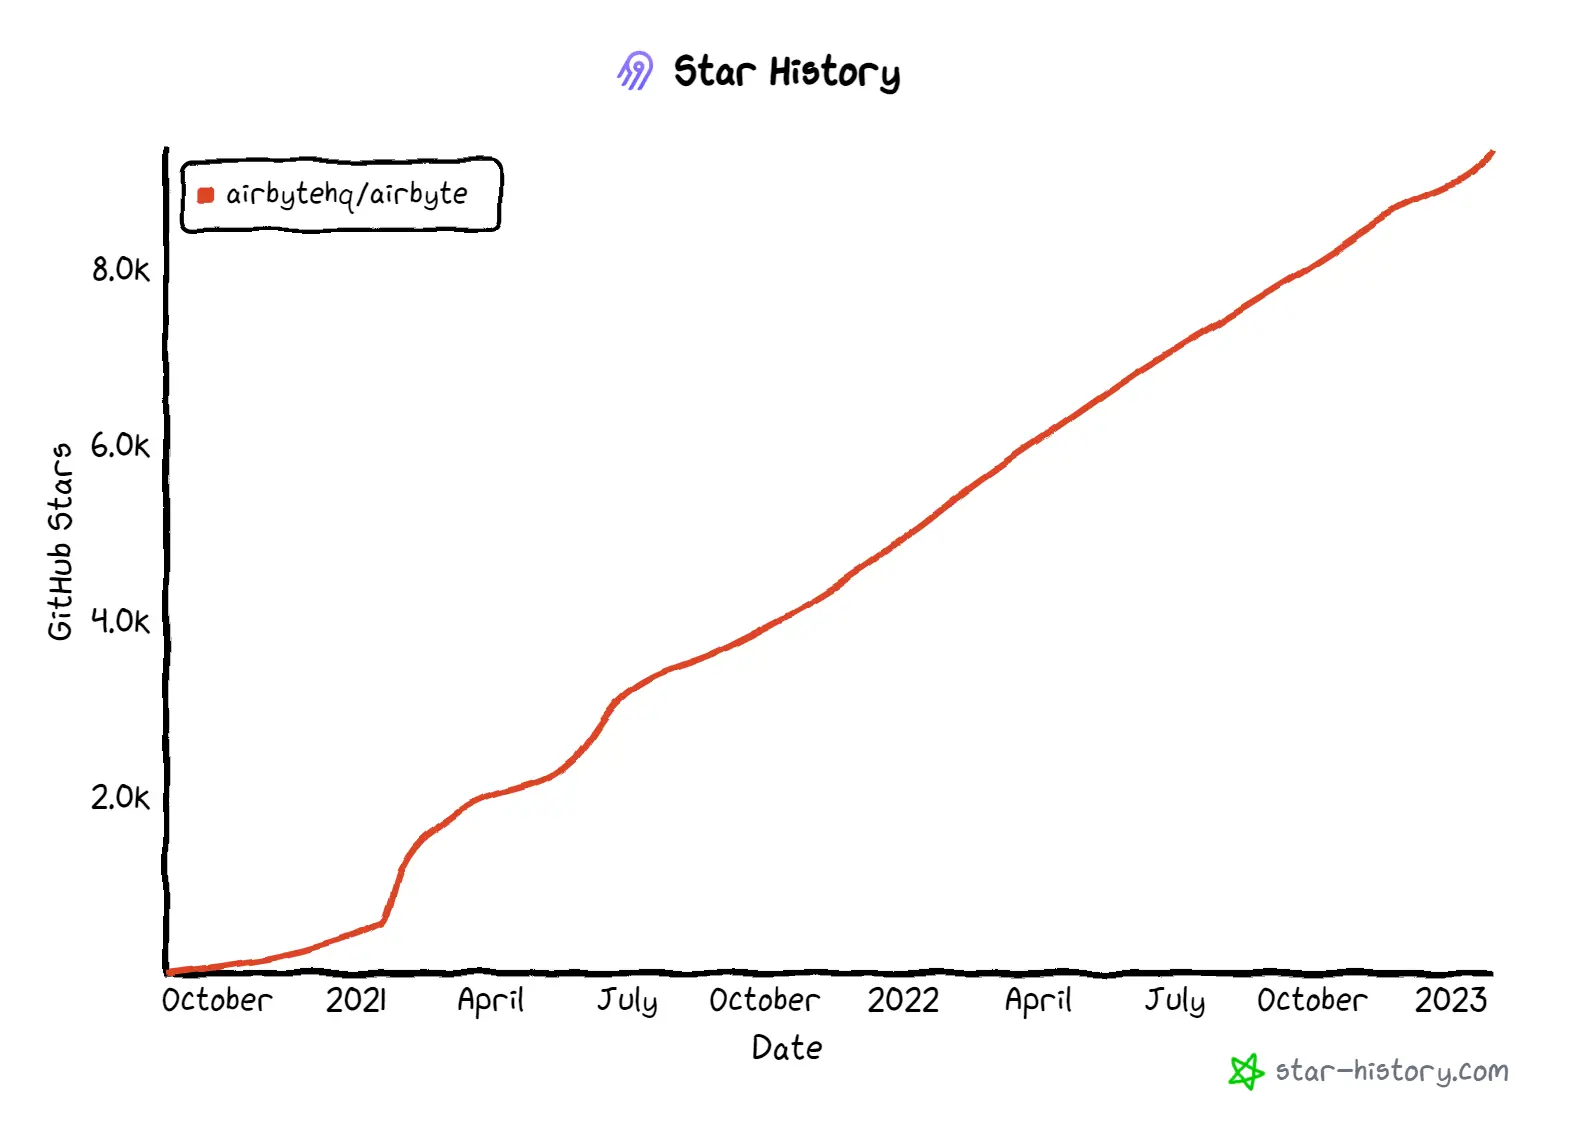 Star History
airbytehq/airbyte
8.0k
6.0k
4.0k
2.0k
GitHub Stars
October 2021 April July October 2022 April July October 2023
Date
star-history.com